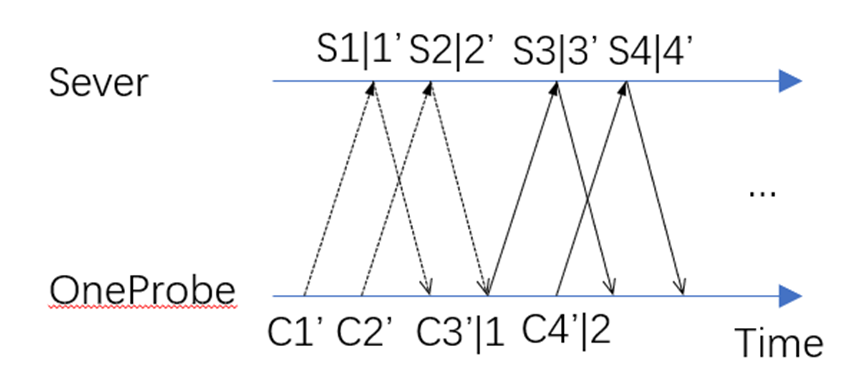 S1|1’ S2|2’ S3|3’ S4|4’
Sever
...
OneProbe
C1’ C2’ C3’|1 C4’|2
Time